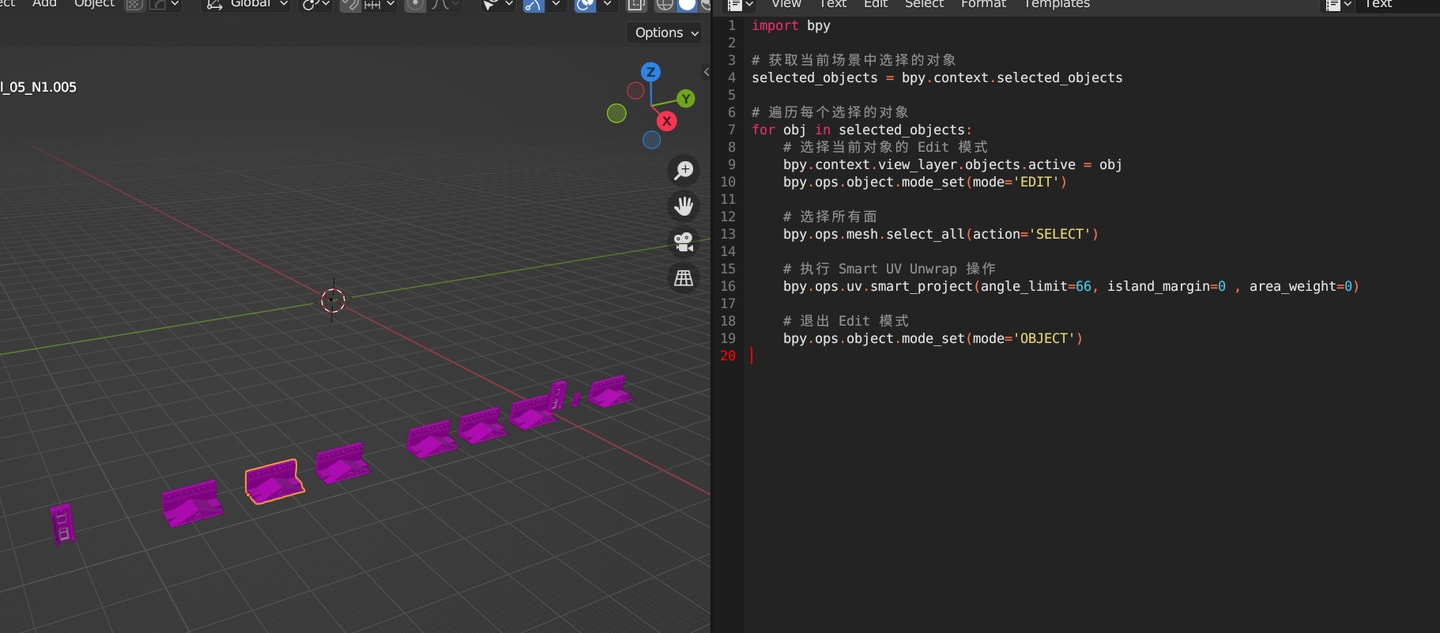 Add Object Global
Options
l_05_N1.005
Z
Y
X
View Text Edit Select Format Templates Text
1 import bpy
2
3 # 获取当前场景中选择的对象
4 selected_objects = bpy.context.selected_objects
5
6 # 遍历每个选择的对象
7 for obj in selected_objects:
8 # 选择当前对象的 Edit 模式
9 bpy.context.view_layer.objects.active = obj
10 bpy.ops.object.mode_set(mode='EDIT')
11
12 # 选择所有面
13 bpy.ops.mesh.select_all(action='SELECT')
14
15 # 执行 Smart UV Unwrap 操作
16 bpy.ops.uv.smart_project(angle_limit=66, island_margin=0 , area_weight=0)
17
18 # 退出 Edit 模式
19 bpy.ops.object.mode_set(mode='OBJECT')
20